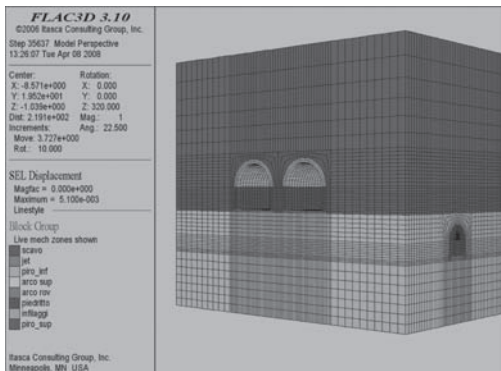 FLAC3D 3.10
©2006 Itasca Consulting Group, Inc.
Step 35637 Model Perspective
13:26:07 Tue Apr 08 2008
Center: Rotation:
X: -8.571e+000 X: 0.000
Y: 1.952e+001 Y: 0.000
Z: -1.039e+000 Z: 320.000
Dist: 2.191e+002 Mag.: 1
Increments: Ang.: 22.500
Move: 3.727e+000
Rot.: 10.000
SEL Displacement
Magfac = 0.000e+000
Maximum = 5.100e-003
Linestyle
Block Group
Live mech zones shown
scavo
jet
piro_inf
arco sup
arco rov
piedritto
infilaggi
piro_sup
Itasca Consulting Group, Inc.
Minneapolis, MN USA